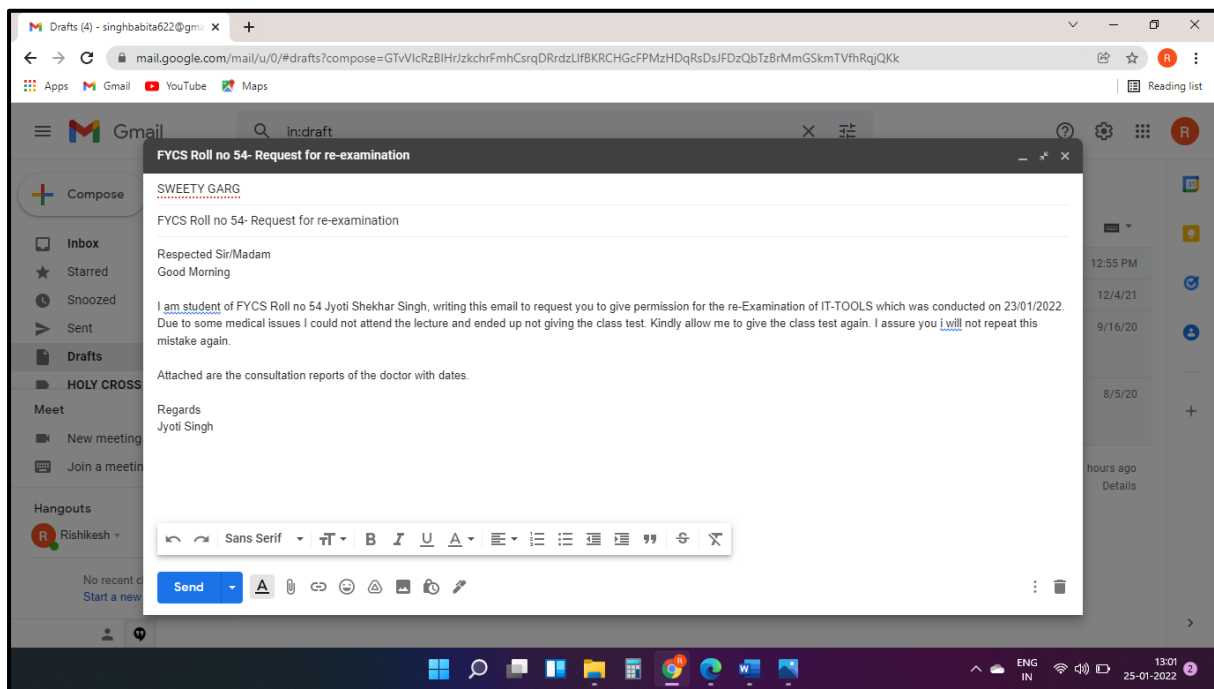 Drafts (4) - singhbabita622@gma
mail.google.com/mail/u/0/#drafts?compose=GTvVlcRzBlHrJzkchrFmhCsrqDRrdzLlfBKRCHGcFPMzHDqRsDsJFDzQbTzBrMmGSkmTVfhRqjQKk
R
Apps Gmail YouTube Maps Reading list
Gmail in:draft R
FYCS Roll no 54- Request for re-examination
Compose SWEETY GARG 31
FYCS Roll no 54- Request for re-examination
Inbox Respected Sir/Madam
Starred Good Morning 12:55 PM
Snoozed I am student of FYCS Roll no 54 Jyoti Shekhar Singh, writing this email to request you to give permission for the re-Examination of IT-TOOLS which was conducted on 23/01/2022. 12/4/21
Sent Due to some medical issues I could not attend the lecture and ended up not giving the class test. Kindly allow me to give the class test again. I assure you i will not repeat this 9/16/20
mistake again.
Drafts
Attached are the consultation reports of the doctor with dates.
HOLY CROSS 8/5/20
Meet Regards
New meeting Jyoti Singh
Join a meetin hours ago
Details
Hangouts
R Rishikesh Sans Serif B I U A
No recent c
Start a new Send A
ENG 13:01
IN 25-01-2022 2